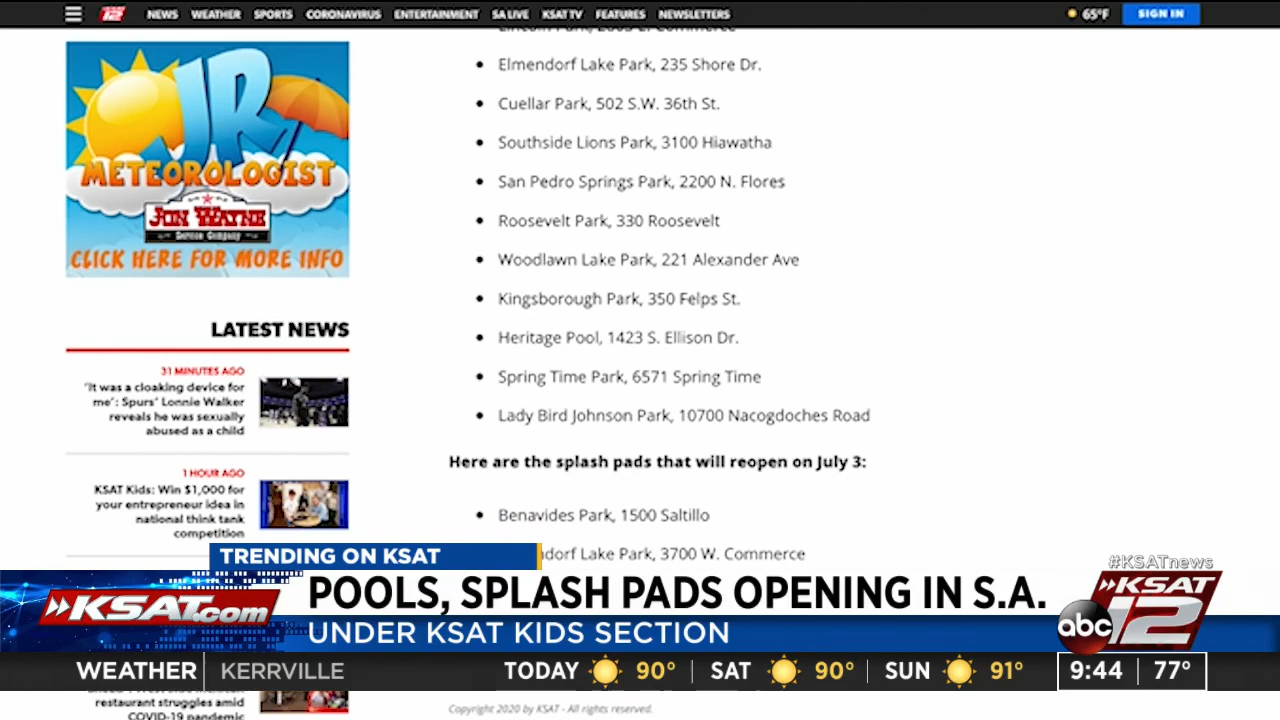 12
NEWS WEATHER SPORTS CORONAVIRUS ENTERTAINMENT SA LIVE KSAT TV FEATURES NEWSLETTERS
65°F
SIGN IN
JR
METEOROLOGIST
JON WAYNE
Service Company
CLICK HERE FOR MORE INFO
LATEST NEWS
31 MINUTES AGO
'It was a cloaking device for
me': Spurs' Lonnie Walker
reveals he was sexually
abused as a child
1 HOUR AGO
KSAT Kids: Win $1,000 for
your entrepreneur idea in
national think tank
competition
Lincoln Park, 2803 E. Commerce
• Elmendorf Lake Park, 235 Shore Dr.
• Cuellar Park, 502 S.W. 36th St.
• Southside Lions Park, 3100 Hiawatha
• San Pedro Springs Park, 2200 N. Flores
• Roosevelt Park, 330 Roosevelt
• Woodlawn Lake Park, 221 Alexander Ave
• Kingsborough Park, 350 Felps St.
• Heritage Pool, 1423 S. Ellison Dr.
• Spring Time Park, 6571 Spring Time
• Lady Bird Johnson Park, 10700 Nacogdoches Road
Here are the splash pads that will reopen on July 3:
• Benavides Park, 1500 Saltillo
ndorf Lake Park, 3700 W. Commerce
TRENDING ON KSAT
#KSATnews
KSAT.com
POOLS, SPLASH PADS OPENING IN S.A.
UNDER KSAT KIDS SECTION
KSAT
abc 12
WEATHER KERRVILLE TODAY 90° SAT 90° SUN 91° 9:44 77°
restaurant struggles amid
COVID-19 pandemic
Copyright 2020 by KSAT - All rights reserved.